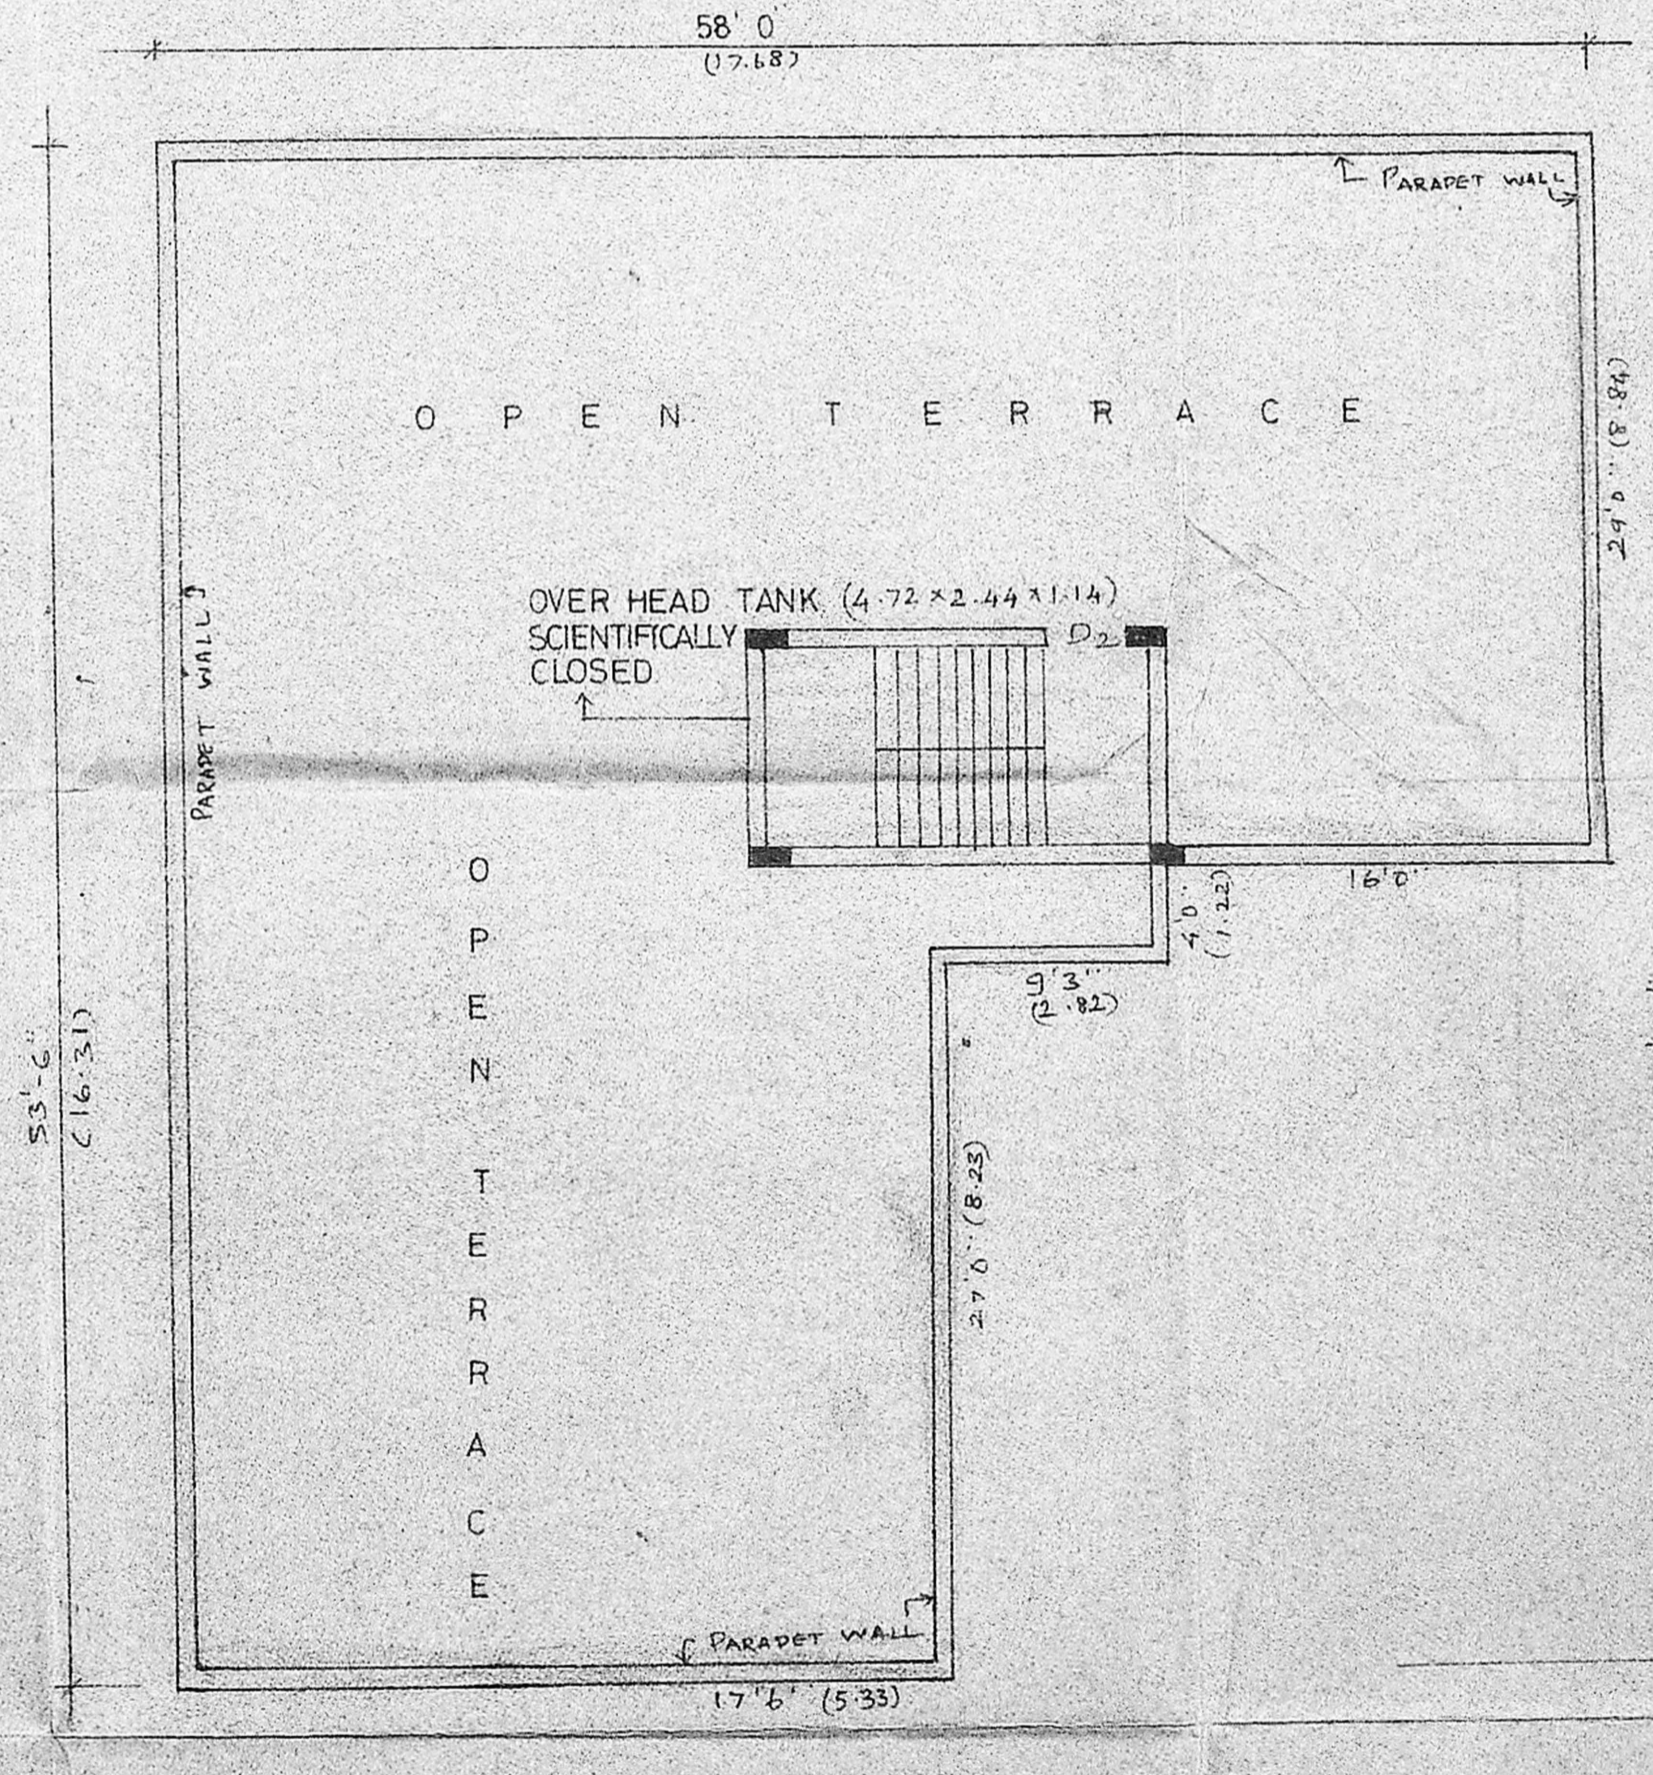 58' 0
(17.68)
PARAPET WALL
OPEN TERRACE
29'0" (8.84)
OVER HEAD TANK (4.72×2.44×1.14)
SCIENTIFICALLY
CLOSED
D2
PARAPET WALL
16'0"
4'0"
(1.22)
9'3"
(2.82)
OPEN TERRACE
53'-6"
(16.31)
27'0" (8.23)
PARAPET WALL
17'6' (5.33)